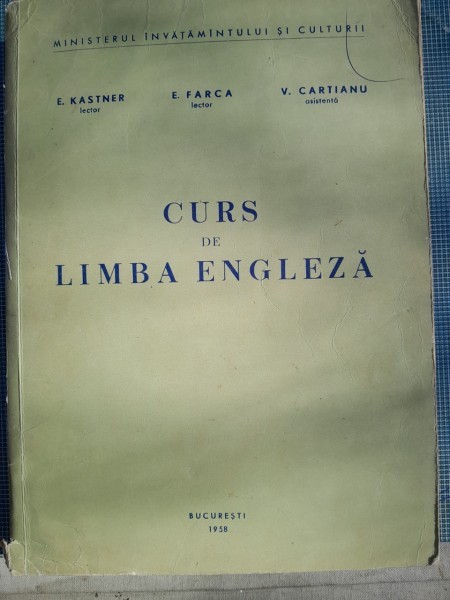 MINISTERUL ÎNVĂȚĂMÎNTULUI ȘI CULTURII
E. KASTNER E. FARCA V. CARTIANU
lector lector asistentă
CURS
DE
LIMBA ENGLEZĂ
BUCUREȘTI
1958